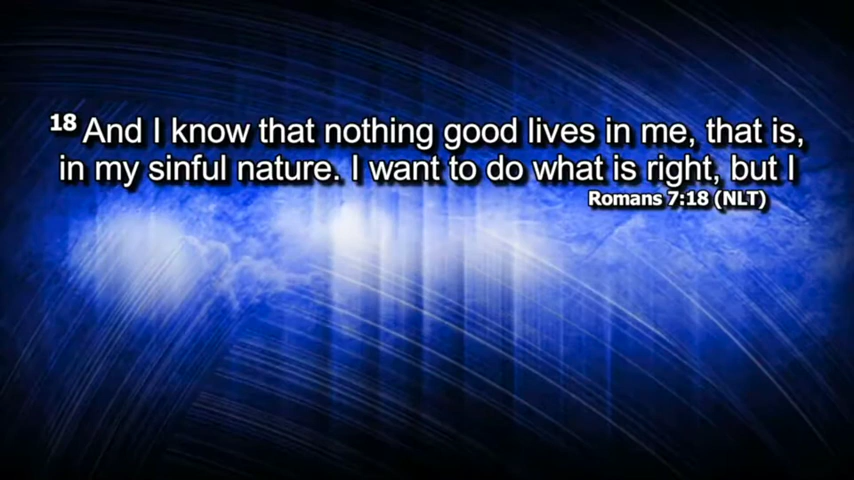 18 And I know that nothing good lives in me, that is,
in my sinful nature. I want to do what is right, but I
Romans 7:18 (NLT)